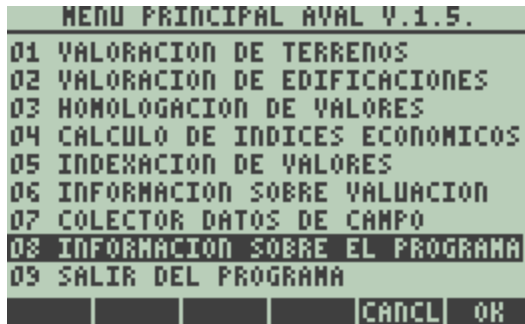 MENU PRINCIPAL AVAL V.1.5.
01 VALORACION DE TERRENOS
02 VALORACION DE EDIFICACIONES
03 HOMOLOGACION DE VALORES
04 CALCULO DE INDICES ECONOMICOS
05 INDEXACION DE VALORES
06 INFORMACION SOBRE VALUACION
07 COLECTOR DATOS DE CAMPO
08 INFORMACION SOBRE EL PROGRAMA
09 SALIR DEL PROGRAMA
CANCL OK